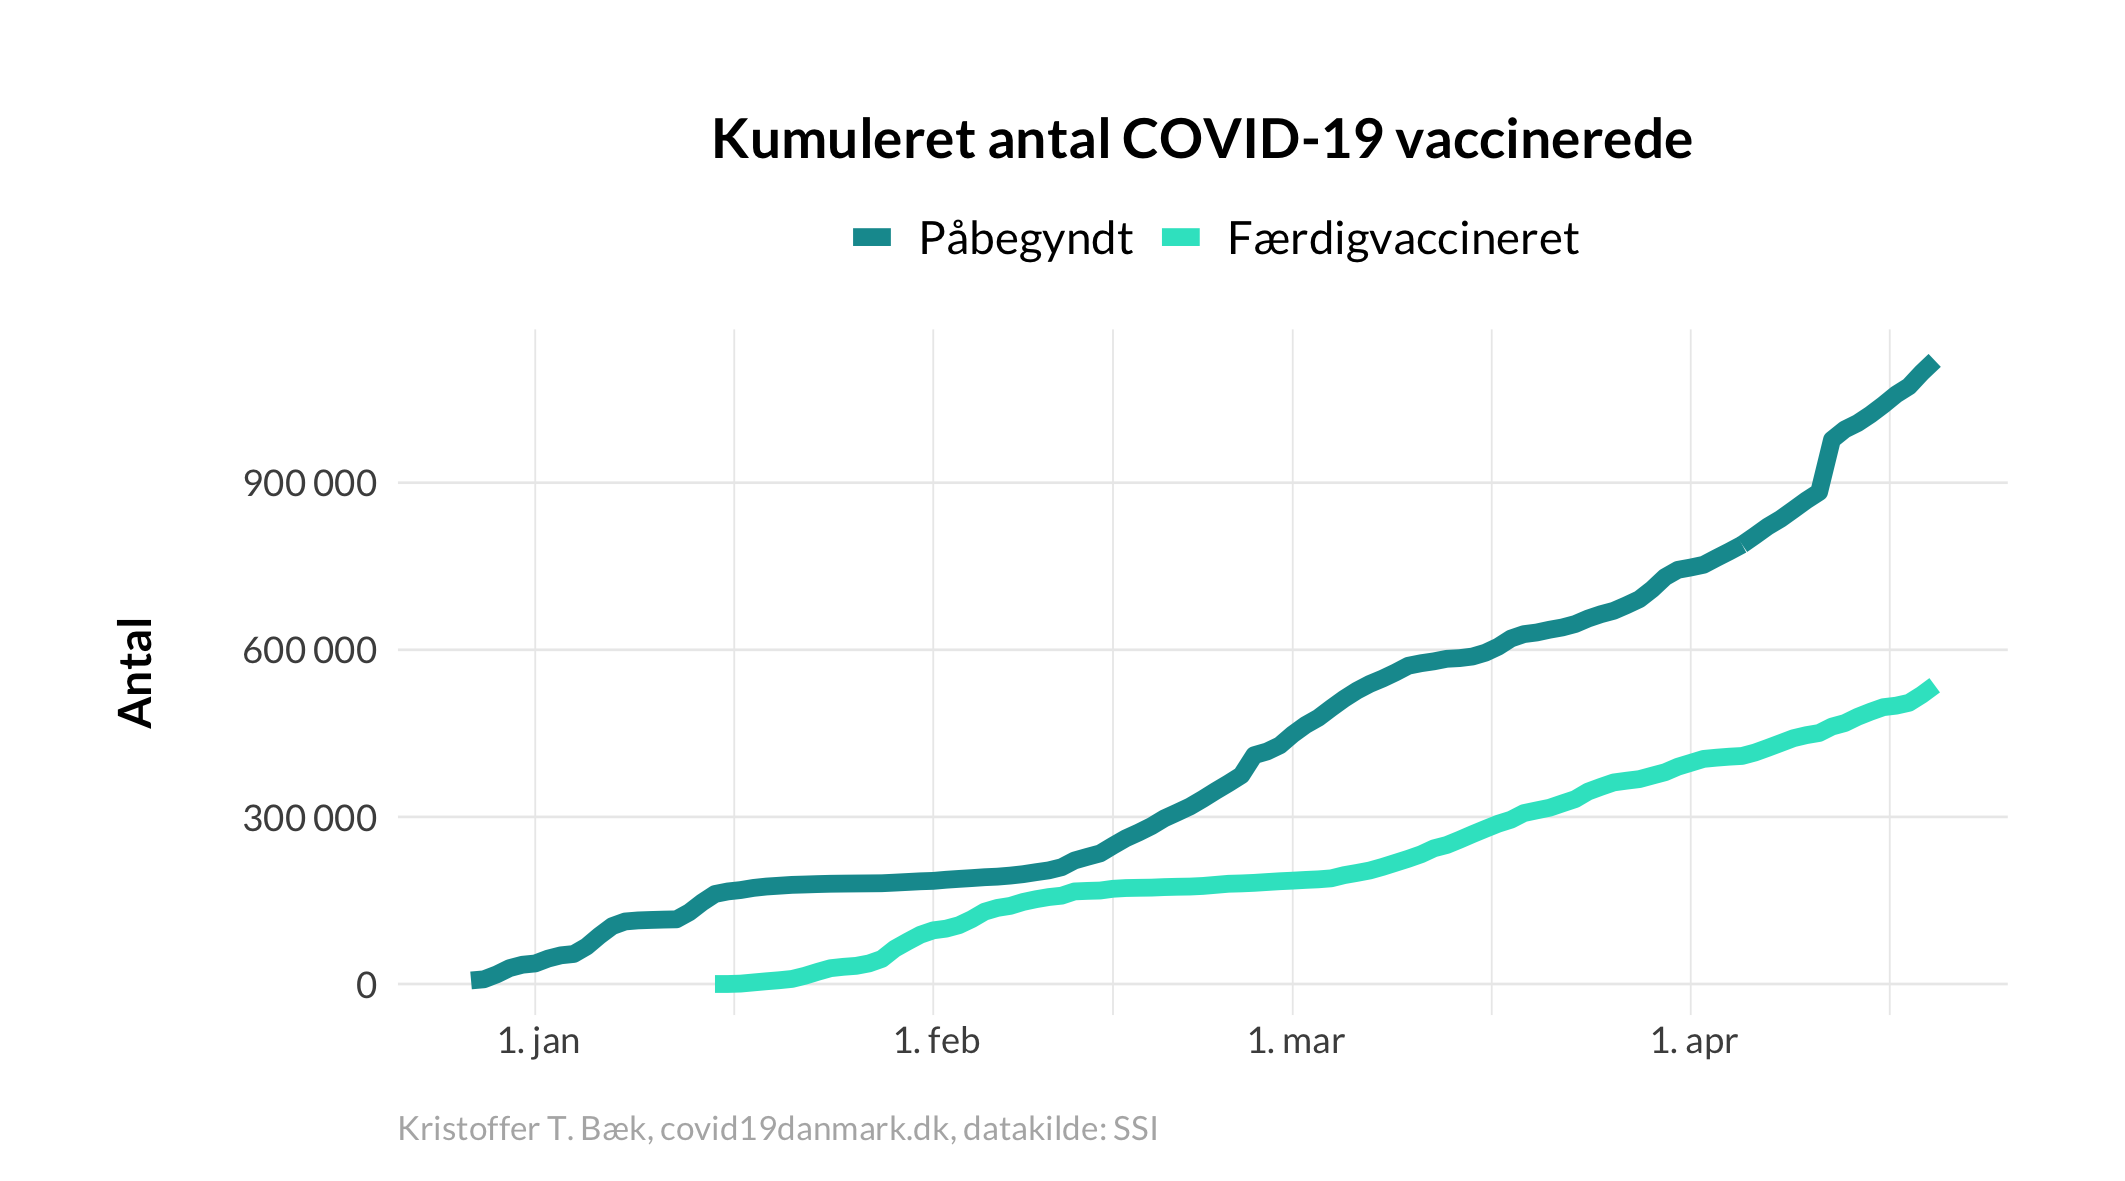 Kumuleret antal COVID-19 vaccinerede
Påbegyndt Færdigvaccineret
Antal
900 000
600 000
300 000
0
1. jan 1. feb 1. mar 1. apr
Kristoffer T. Bæk, covid19danmark.dk, datakilde: SSI